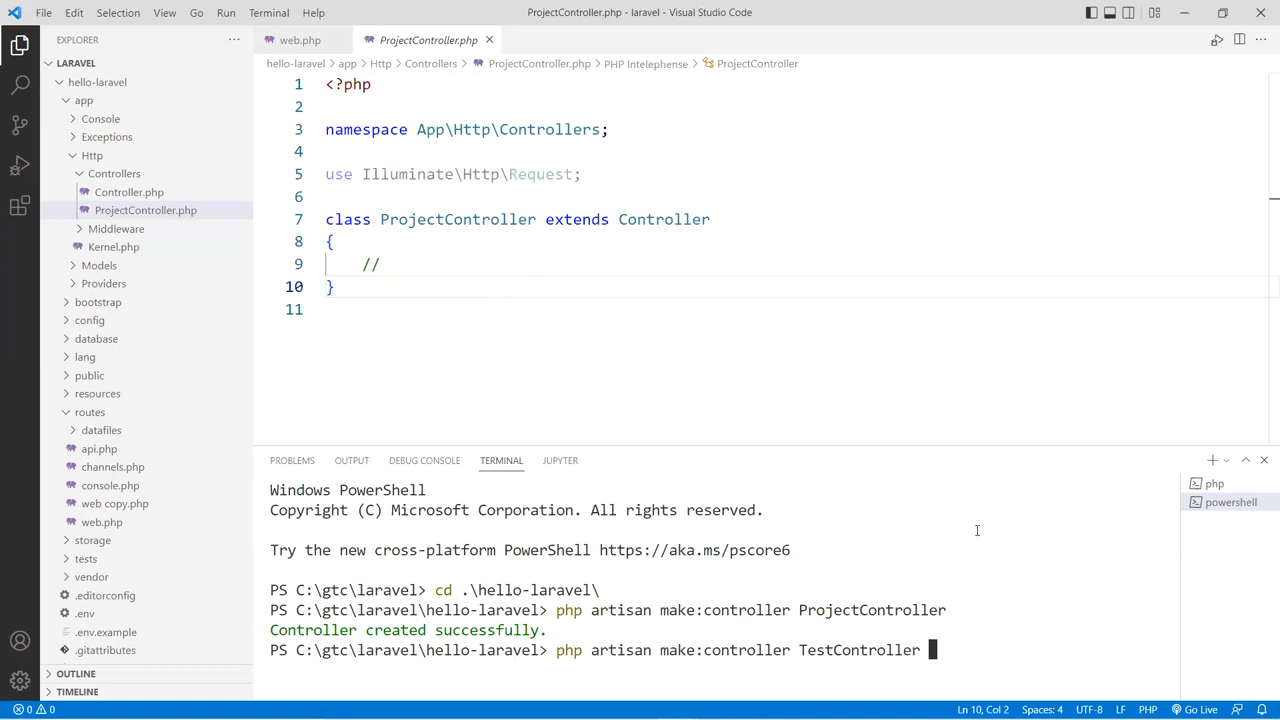 File Edit Selection View Go Run Terminal Help
ProjectController.php - laravel - Visual Studio Code
EXPLORER
LARAVEL
hello-laravel
app
Console
Exceptions
Http
Controllers
Controller.php
ProjectController.php
Middleware
Kernel.php
Models
Providers
bootstrap
config
database
lang
public
resources
routes
datafiles
api.php
channels.php
console.php
web copy.php
web.php
storage
tests
vendor
.editorconfig
.env
.env.example
.gitattributes
OUTLINE
TIMELINE
web.php ProjectController.php
hello-laravel > app > Http > Controllers > ProjectController.php > PHP Intelephense > ProjectController
1 <?php
2
3 namespace App\Http\Controllers;
4
5 use Illuminate\Http\Request;
6
7 class ProjectController extends Controller
8 {
9 //
10 }
11
PROBLEMS OUTPUT DEBUG CONSOLE TERMINAL JUPYTER
Windows PowerShell
Copyright (C) Microsoft Corporation. All rights reserved.
Try the new cross-platform PowerShell https://aka.ms/pscore6
PS C:\gtc\laravel> cd .\hello-laravel\
PS C:\gtc\laravel\hello-laravel> php artisan make:controller ProjectController
Controller created successfully.
PS C:\gtc\laravel\hello-laravel> php artisan make:controller TestController
php
powershell
0 0
Ln 10, Col 2 Spaces: 4 UTF-8 LF PHP Go Live